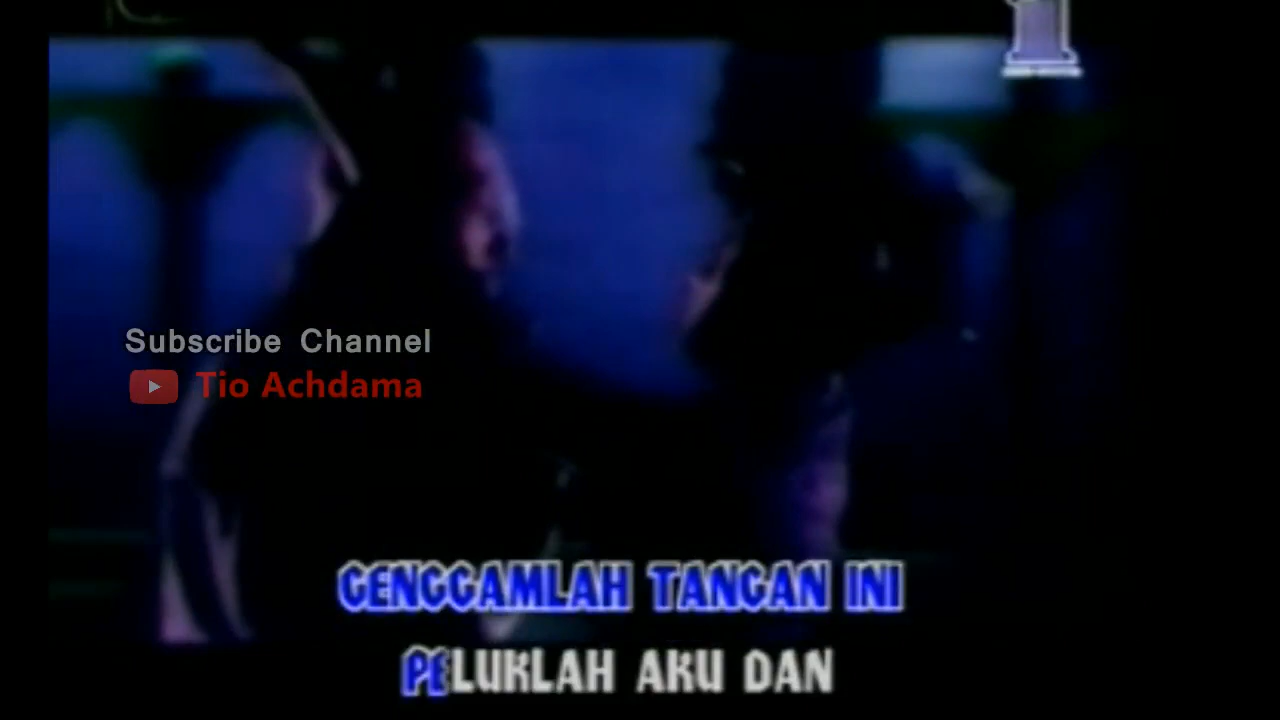 Subscribe Channel
Tio Achdama
GENGGAMLAH TANGAN INI
PELUKLAH AKU DAN